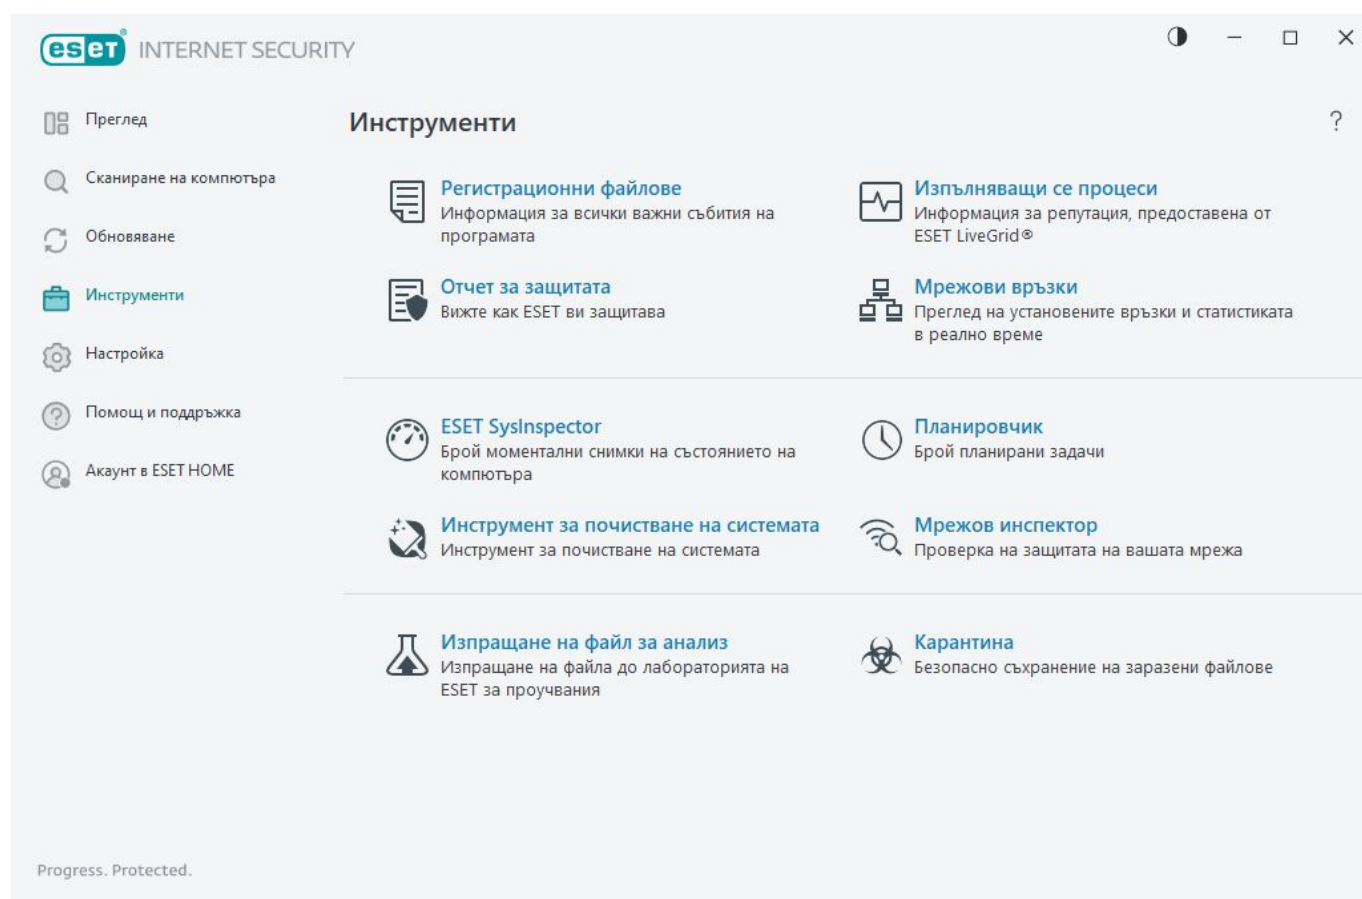 eset INTERNET SECURITY
Преглед
Сканиране на компютъра
Обновяване
Инструменти
Настройка
Помощ и поддръжка
Акаунт в ESET HOME
Инструменти
?
Регистрационни файлове
Информация за всички важни събития на
програмата
Изпълняващи се процеси
Информация за репутация, предоставена от
ESET LiveGrid®
Отчет за защитата
Вижте как ESET ви защитава
Мрежови връзки
Преглед на установените връзки и статистиката
в реално време
ESET SysInspector
Брой моментални снимки на състоянието на
компютъра
Планировчик
Брой планирани задачи
Инструмент за почистване на системата
Инструмент за почистване на системата
Мрежов инспектор
Проверка на защитата на вашата мрежа
Изпращане на файл за анализ
Изпращане на файла до лабораторията на
ESET за проучвания
Карантина
Безопасно съхранение на заразени файлове
Progress. Protected.